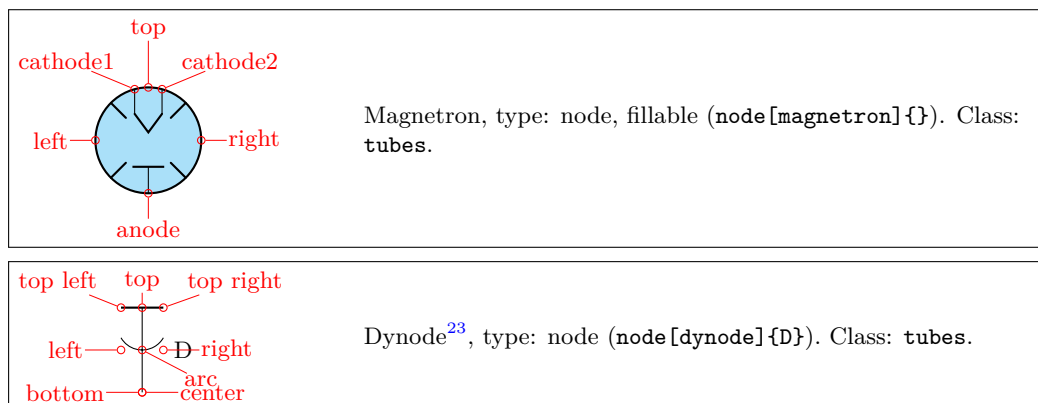 top
cathode1 cathode2
Magnetron, type: node, fillable (node[magnetron]{}). Class:
tubes.
left right
anode
top left top top right
Dynode23, type: node (node[dynode]{D}). Class: tubes.
left D right
arc
bottom center